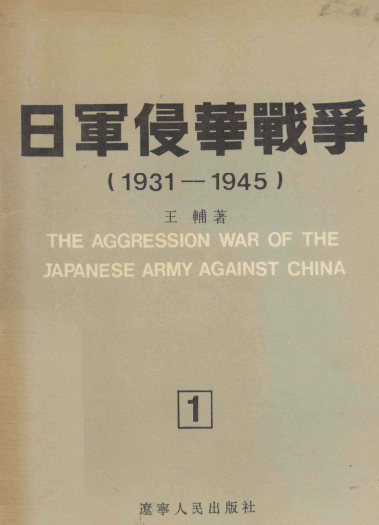 日軍侵華戰爭
(1931—1945)
王 輔著
THE AGGRESSION WAR OF THE
JAPANESE ARMY AGAINST CHINA
1
遼寧人民出版社